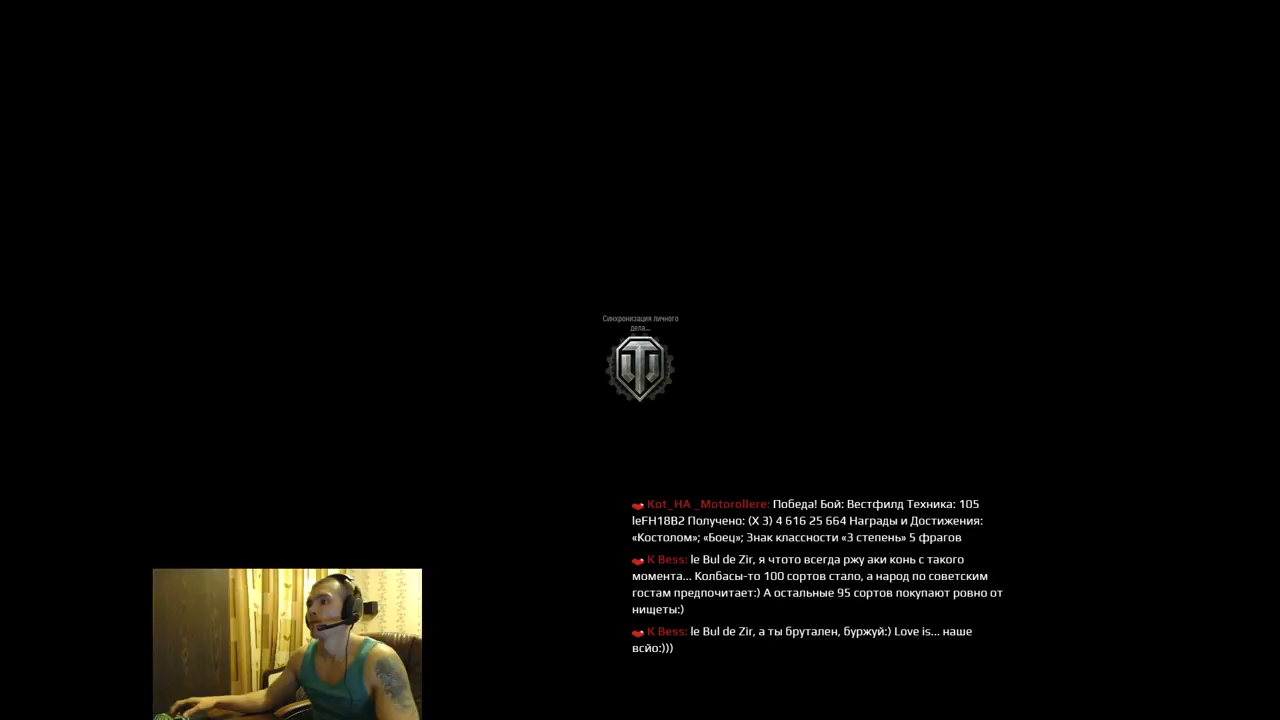 Синхронизация личного
дела...
Kot_HA _Motorollere: Победа! Бой: Вестфилд Техника: 105
leFH18B2 Получено: (X 3) 4 616 25 664 Награды и Достижения:
«Костолом»; «Боец»; Знак классности «3 степень» 5 фрагов
K Bess: le Bul de Zir, я чтото всегда ржу аки конь с такого
момента... Колбасы-то 100 сортов стало, а народ по советским
гостам предпочитает:) А остальные 95 сортов покупают ровно от
нищеты:)
K Bess: le Bul de Zir, а ты брутален, буржуй:) Love is... наше
всйо:)))